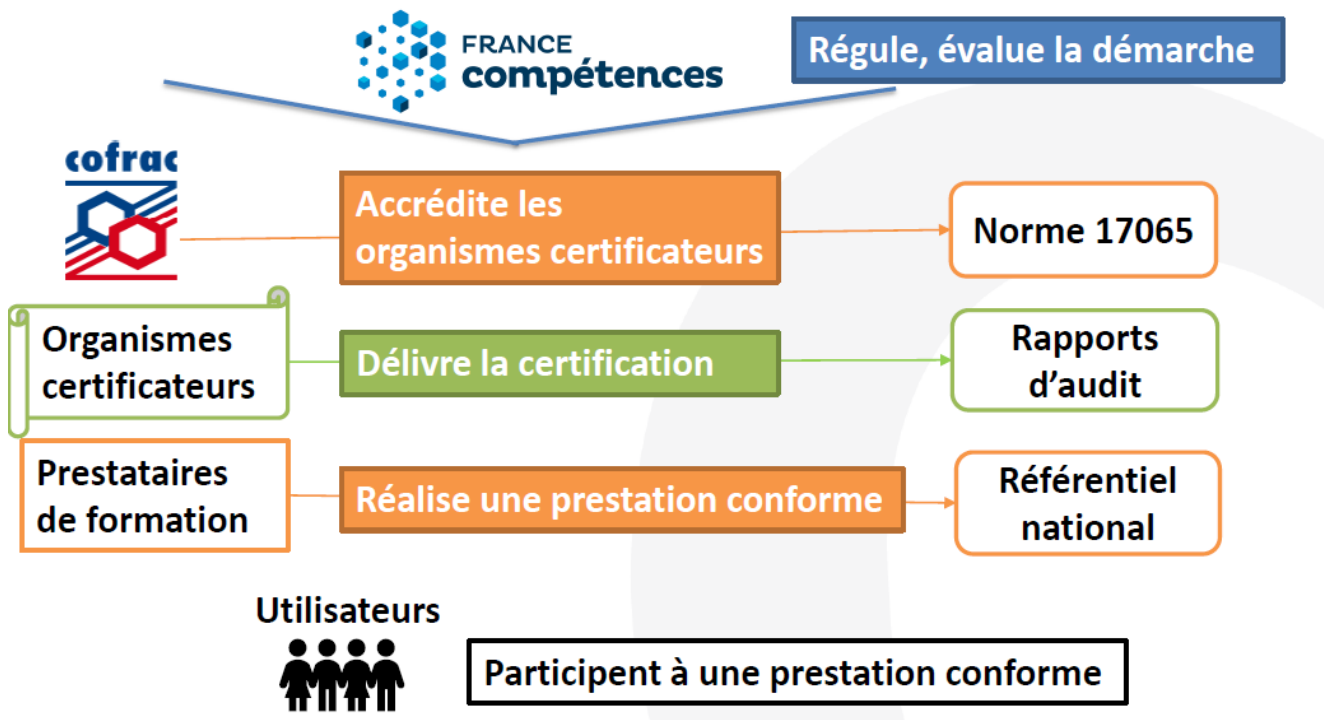 FRANCE
compétences
Régule, évalue la démarche
cofrac
Accrédite les
organismes certificateurs
Norme 17065
Organismes
certificateurs
Délivre la certification
Rapports
d’audit
Prestataires
de formation
Réalise une prestation conforme
Référentiel
national
Utilisateurs
Participent à une prestation conforme